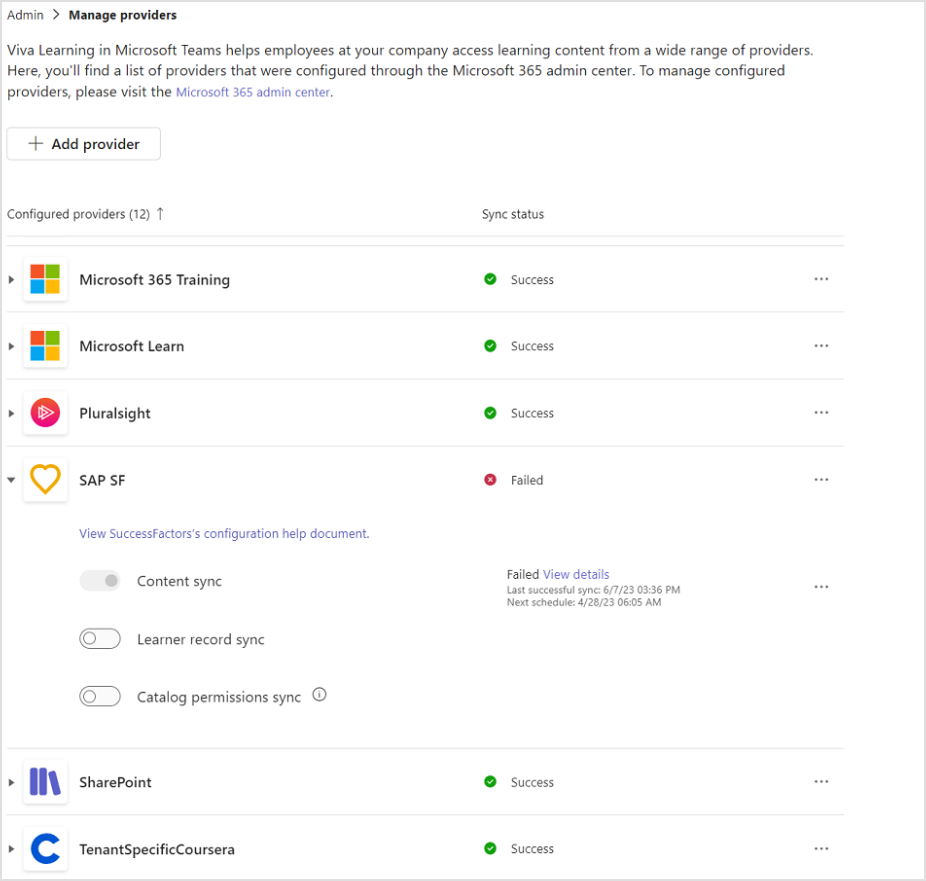 Admin > Manage providers
Viva Learning in Microsoft Teams helps employees at your company access learning content from a wide range of providers.
Here, you'll find a list of providers that were configured through the Microsoft 365 admin center. To manage configured
providers, please visit the Microsoft 365 admin center.
+ Add provider
Configured providers (12) ↑ Sync status
Microsoft 365 Training Success ...
Microsoft Learn Success ...
Pluralsight Success ...
SAP SF Failed ...
View SuccessFactors's configuration help document.
Content sync
Failed View details
Last successful sync: 6/7/23 03:36 PM
Next schedule: 4/28/23 06:05 AM
...
Learner record sync
Catalog permissions sync
SharePoint Success ...
TenantSpecificCoursera Success ...